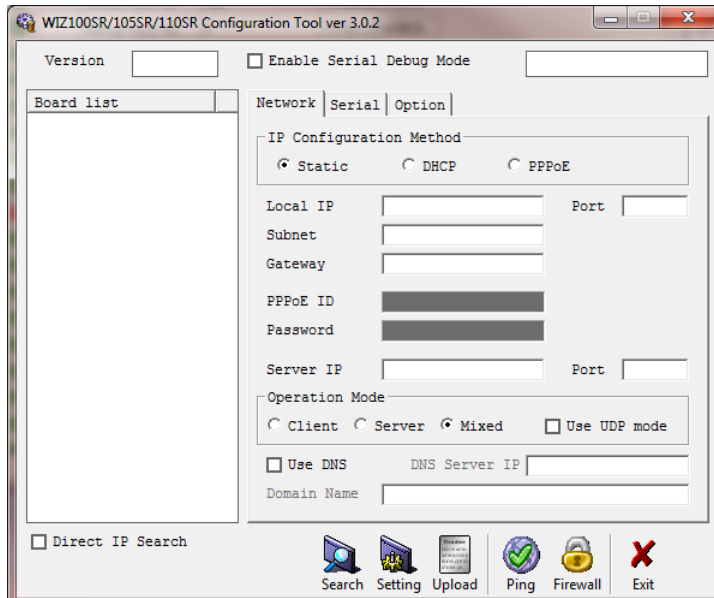 WIZ100SR/105SR/110SR Configuration Tool ver 3.0.2
Version
Enable Serial Debug Mode
Board list
Network Serial Option
IP Configuration Method
Static DHCP PPPoE
Local IP Port
Subnet
Gateway
PPPoE ID
Password
Server IP Port
Operation Mode
Client Server Mixed Use UDP mode
Use DNS DNS Server IP
Domain Name
Direct IP Search
Search Setting Upload Ping Firewall Exit